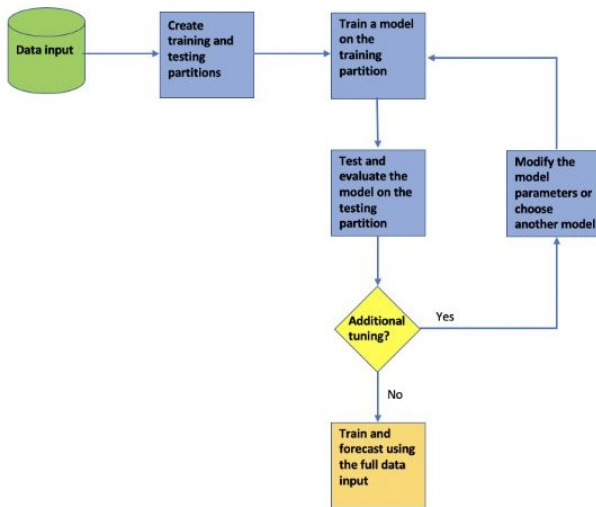 Data input
Create
training and
testing
partitions
Train a model
on the
training
partition
Test and
evaluate the
model on the
testing
partition
Modify the
model
parameters or
choose
another model
Additional
tuning?
Yes
No
Train and
forecast using
the full data
input